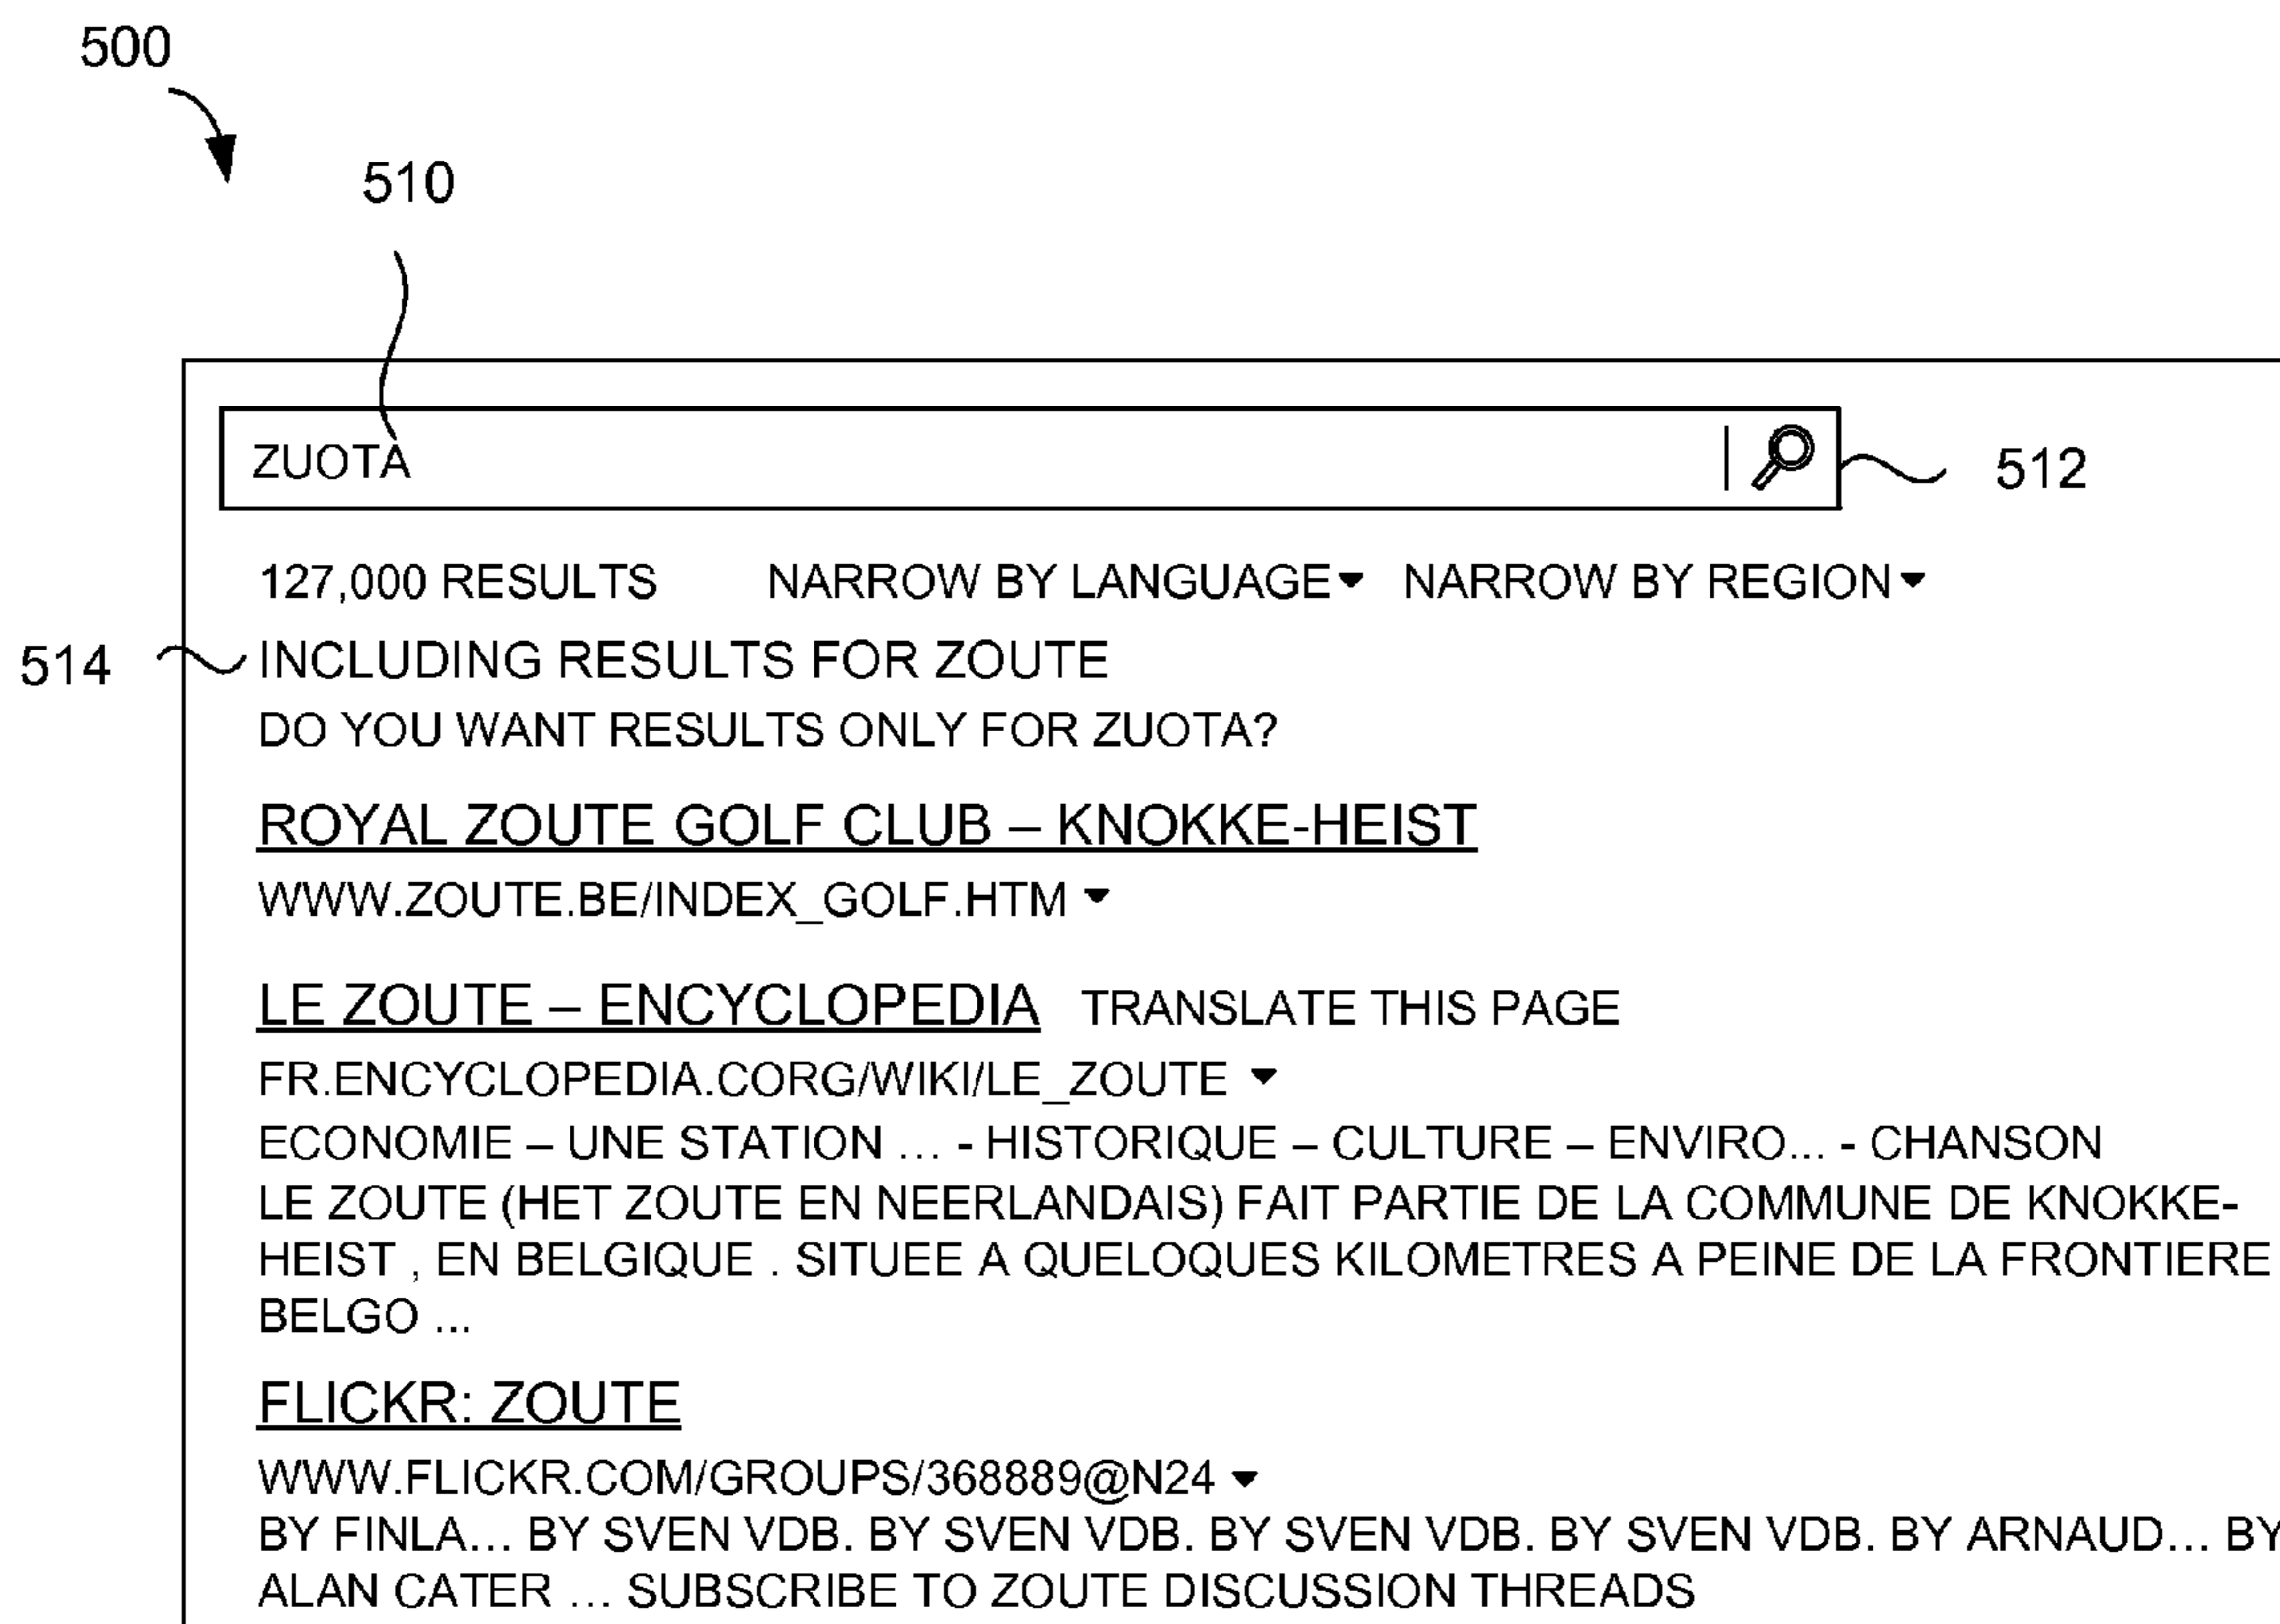 500
510
ZUOTA
512
127,000 RESULTS NARROW BY LANGUAGE NARROW BY REGION
514
INCLUDING RESULTS FOR ZOUTE
DO YOU WANT RESULTS ONLY FOR ZUOTA?
ROYAL ZOUTE GOLF CLUB – KNOKKE-HEIST
WWW.ZOUTE.BE/INDEX_GOLF.HTM
LE ZOUTE – ENCYCLOPEDIA TRANSLATE THIS PAGE
FR.ENCYCLOPEDIA.CORG/WIKI/LE_ZOUTE
ECONOMIE – UNE STATION ... - HISTORIQUE – CULTURE – ENVIRO... - CHANSON
LE ZOUTE (HET ZOUTE EN NEERLANDAIS) FAIT PARTIE DE LA COMMUNE DE KNOKKE-
HEIST , EN BELGIQUE . SITUEE A QUELOQUES KILOMETRES A PEINE DE LA FRONTIERE
BELGO ...
FLICKR: ZOUTE
WWW.FLICKR.COM/GROUPS/368889@N24
BY FINLA... BY SVEN VDB. BY SVEN VDB. BY SVEN VDB. BY SVEN VDB. BY ARNAUD... BY
ALAN CATER ... SUBSCRIBE TO ZOUTE DISCUSSION THREADS